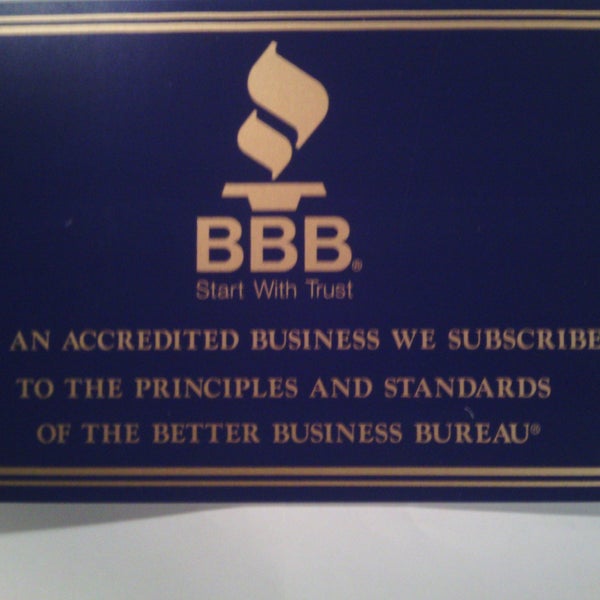 BBB®
Start With Trust
AN ACCREDITED BUSINESS WE SUBSCRIBE
TO THE PRINCIPLES AND STANDARDS
OF THE BETTER BUSINESS BUREAU®